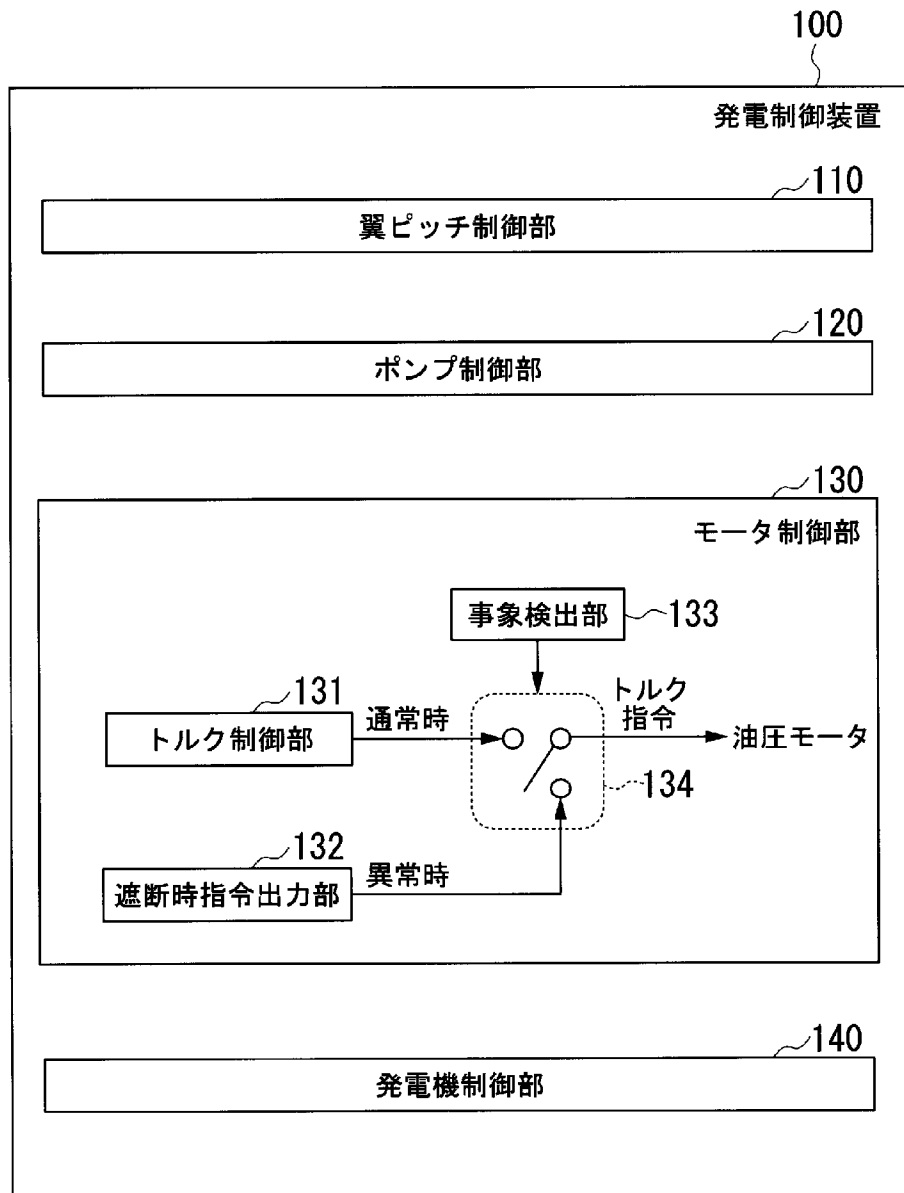 100
発電制御装置
110
翼ピッチ制御部
120
ポンプ制御部
130
モータ制御部
事象検出部
133
131
トルク制御部
通常時
トルク
指令
油圧モータ
134
132
遮断時指令出力部
異常時
140
発電機制御部